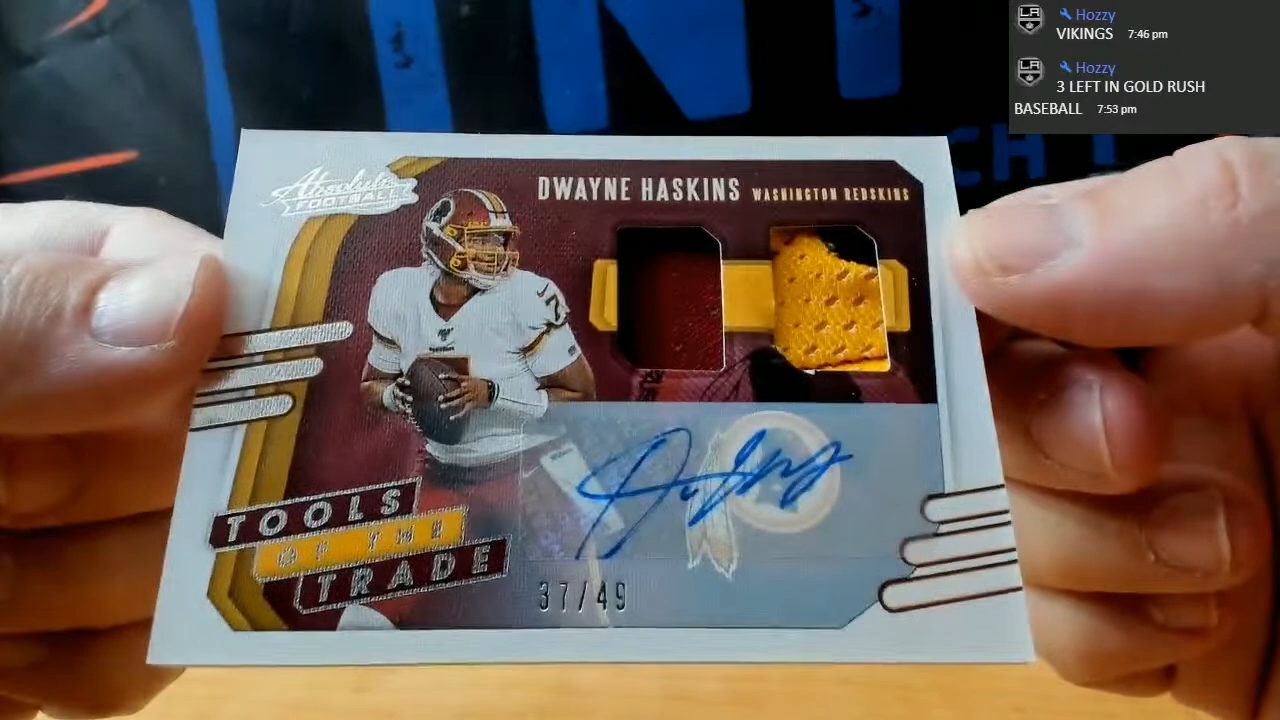 Hozzy
VIKINGS 7:46 pm
Hozzy
3 LEFT IN GOLD RUSH
BASEBALL 7:53 pm
Absolute
FOOTBALL
DWAYNE HASKINS WASHINGTON REDSKINS
TOOLS
OF THE
TRADE
37/49